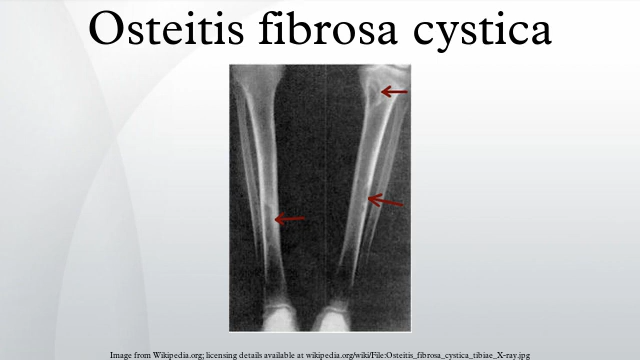 Osteitis fibrosa cystica
Image from Wikipedia.org; licensing details available at wikipedia.org/wiki/File:Osteitis_fibrosa_cystica_tibiae_X-ray.jpg